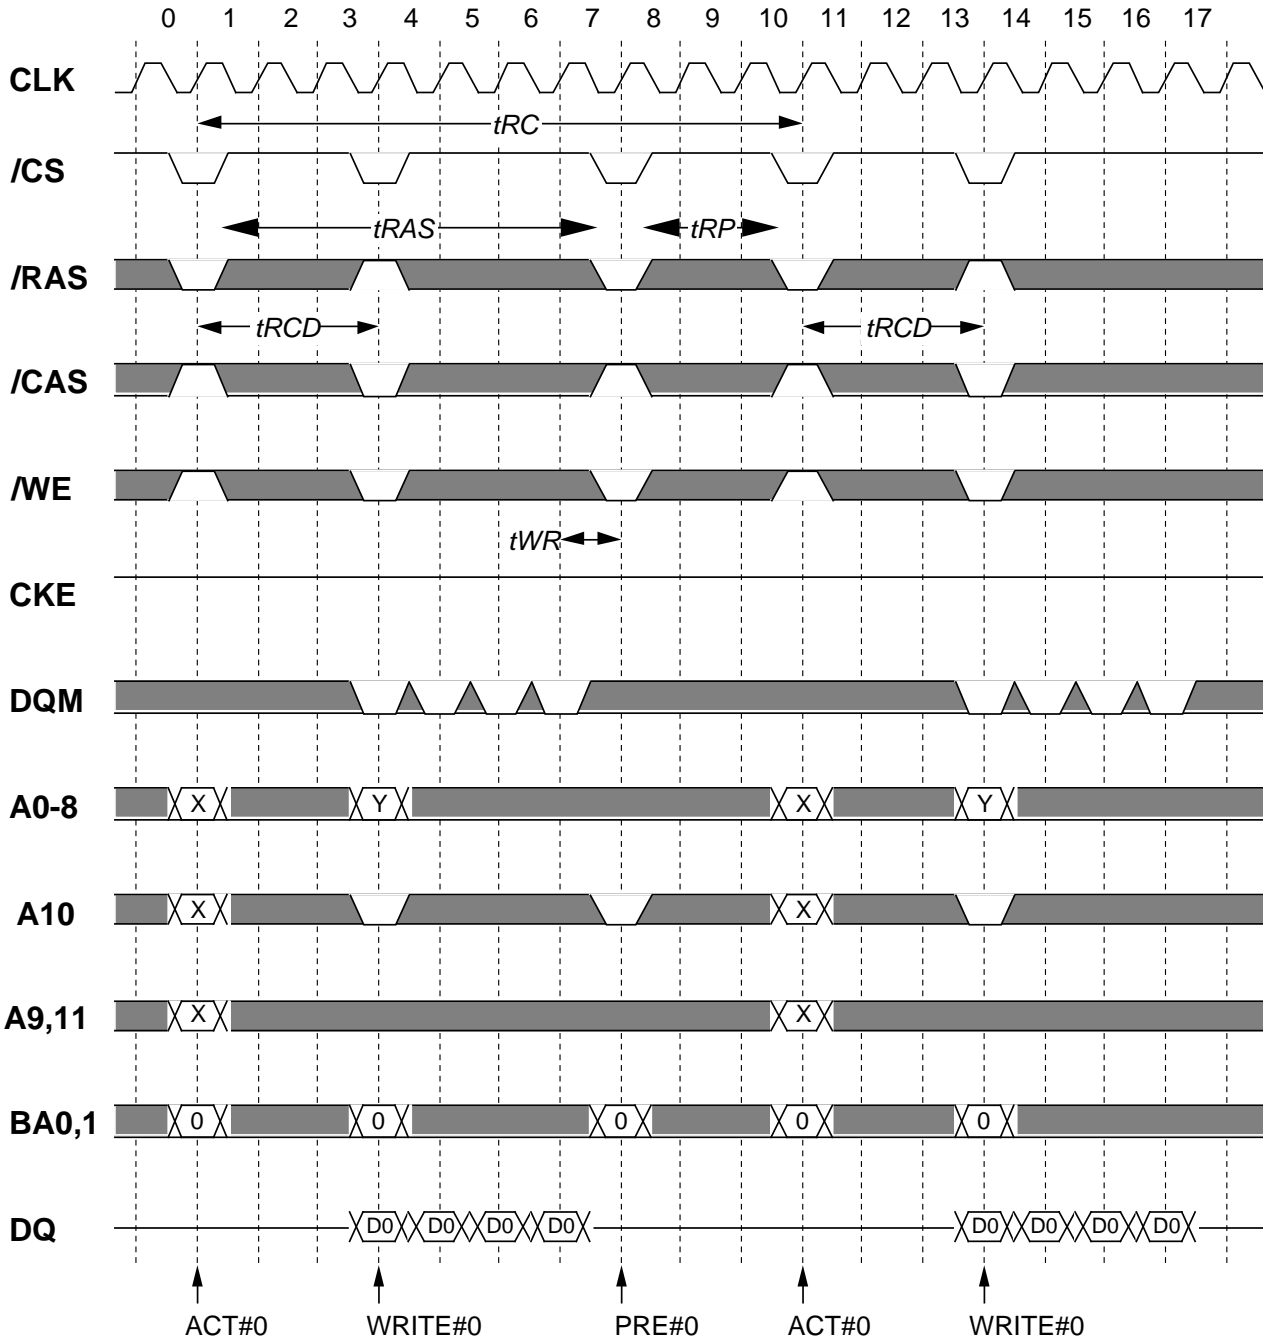 0 1 2 3 4 5 6 7 8 9 10 11 12 13 14 15 16 17
CLK
tRC
/CS
tRAS tRP
/RAS
tRCD tRCD
/CAS
/WE
tWR
CKE
DQM
A0-8 X Y X Y
A10 X X
A9,11 X X
BA0,1 0 0 0 0 0
DQ D0 D0 D0 D0 D0 D0 D0 D0
ACT#0 WRITE#0 PRE#0 ACT#0 WRITE#0